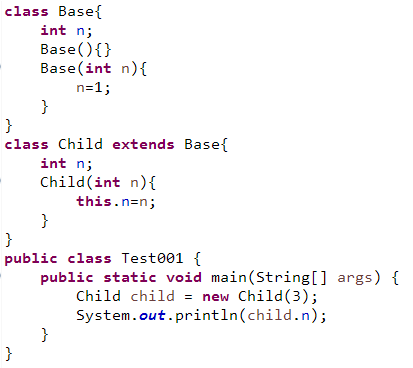 class Base{
    int n;
    Base(){}
    Base(int n){
        n=1;
    }
}
class Child extends Base{
    int n;
    Child(int n){
        this.n=n;
    }
}
public class Test001 {
    public static void main(String[] args) {
        Child child = new Child(3);
        System.out.println(child.n);
    }
}